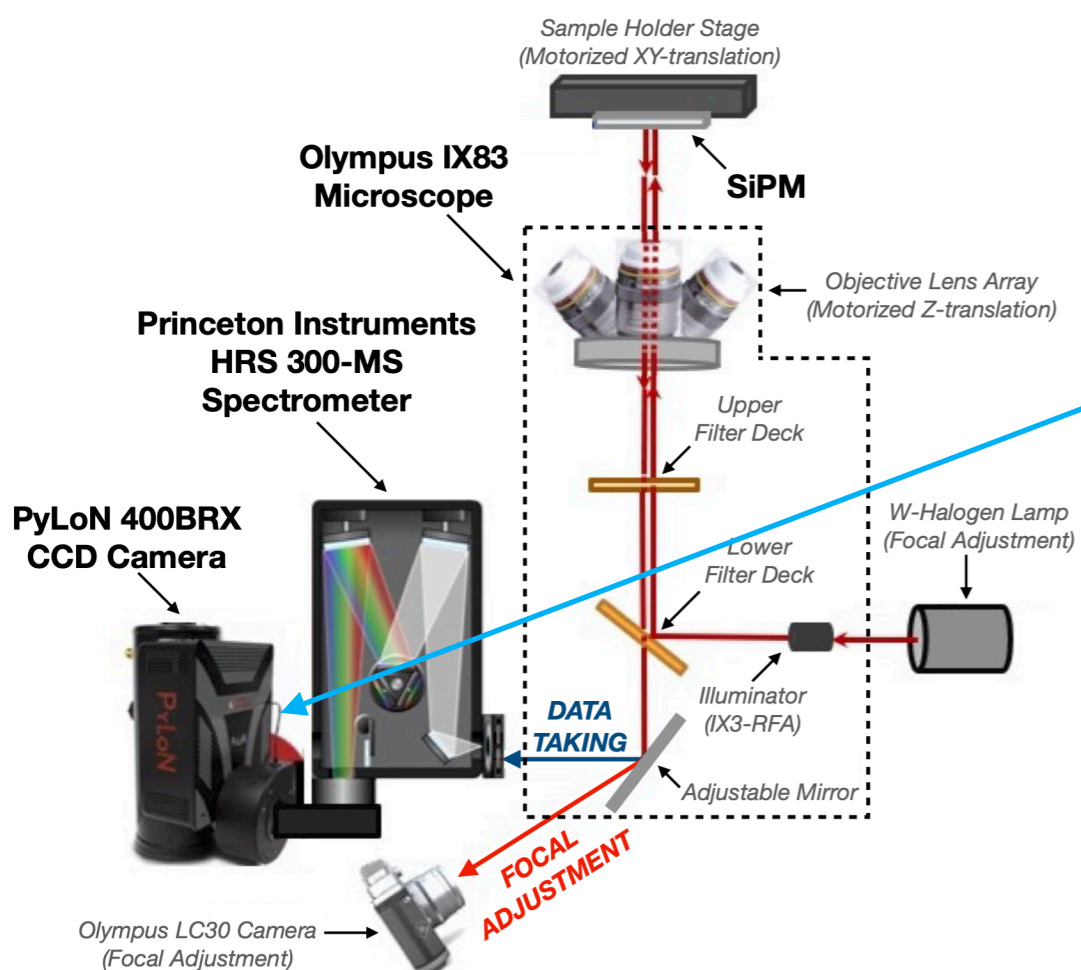 Sample Holder Stage
(Motorized XY-translation)
Olympus IX83
Microscope
SiPM
Objective Lens Array
(Motorized Z-translation)
Princeton Instruments
HRS 300-MS
Spectrometer
Upper
Filter Deck
PyLoN 400BRX
CCD Camera
W-Halogen Lamp
(Focal Adjustment)
Lower
Filter Deck
PyLoN
PyLoN
Illuminator
(IX3-RFA)
DATA
TAKING
Adjustable Mirror
FOCAL
ADJUSTMENT
Olympus LC30 Camera
(Focal Adjustment)